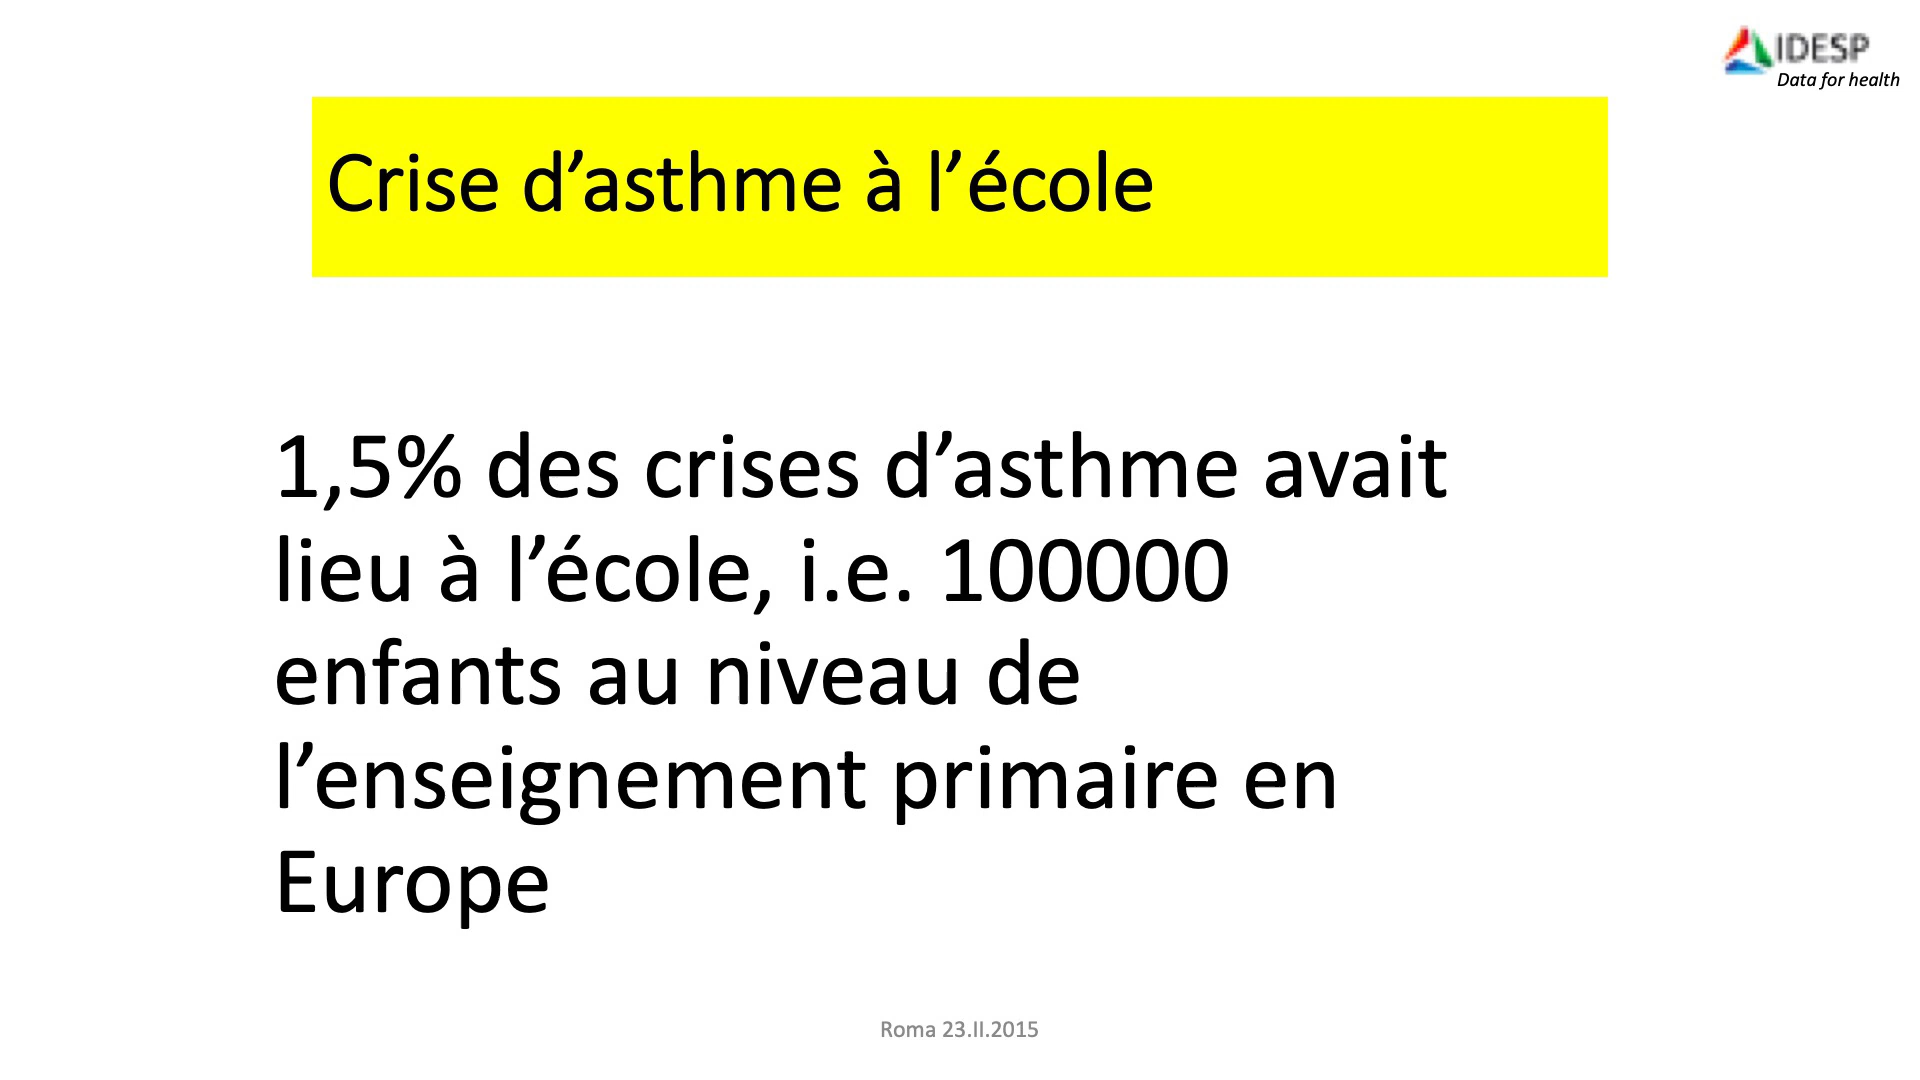 IDESP
Data for health
Crise d’asthme à l’école
1,5% des crises d’asthme avait
lieu à l’école, i.e. 100000
enfants au niveau de
l’enseignement primaire en
Europe
Roma 23.II.2015